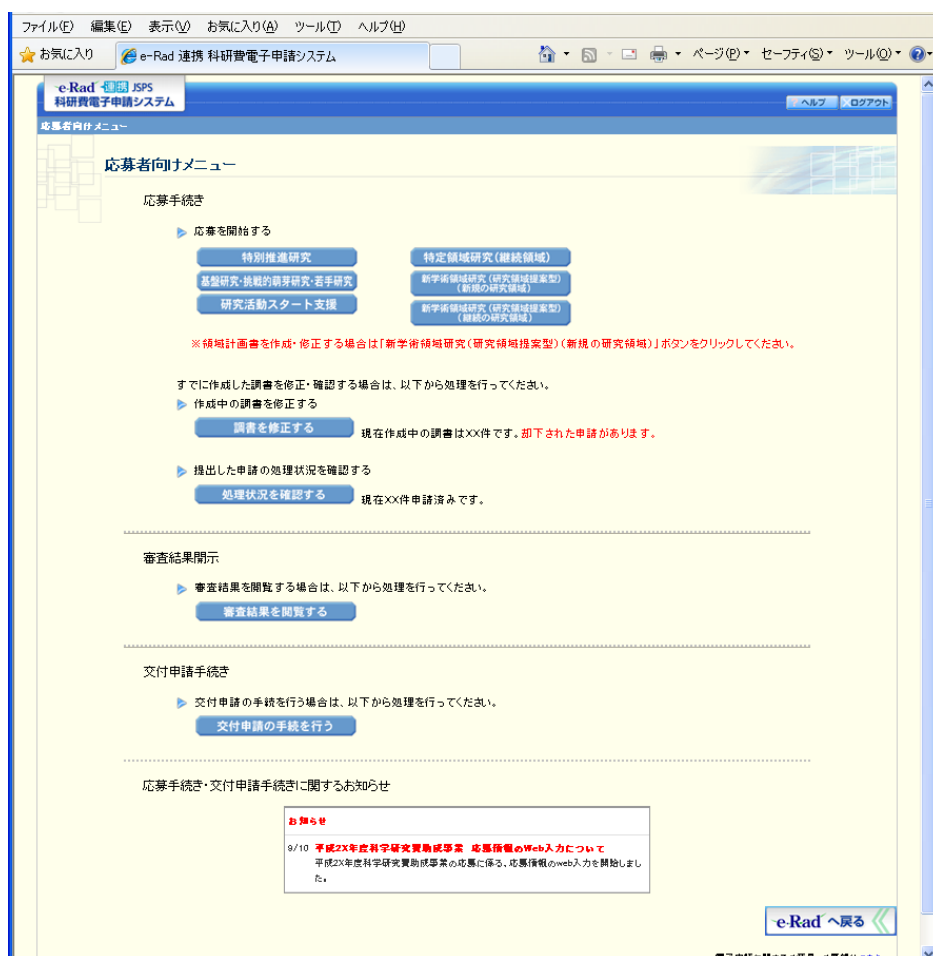 ファイル(F) 編集(E) 表示(V) お気に入り(A) ツール(T) ヘルプ(H)
お気に入り e-Rad 連携 科研費電子申請システム ページ(P) セーフティ(S) ツール(O)
e-Rad 連携 JSPS
科研費電子申請システム
ヘルプ ログアウト
応募者向けメニュー
応募者向けメニュー
応募手続き
応募を開始する
特別推進研究 特定領域研究(継続領域)
基盤研究・挑戦的萌芽研究・若手研究 新学術領域研究(研究領域提案型)
(新規の研究領域)
研究活動スタート支援 新学術領域研究(研究領域提案型)
(継続の研究領域)
※領域計画書を作成・修正する場合は「新学術領域研究(研究領域提案型)(新規の研究領域)」ボタンをクリックしてください。
すでに作成した調書を修正・確認する場合は、以下から処理を行ってください。
作成中の調書を修正する
調書を修正する 現在作成中の調書はXX件です。却下された申請があります。
提出した申請の処理状況を確認する
処理状況を確認する 現在XX件申請済みです。
審査結果開示
審査結果を閲覧する場合は、以下から処理を行ってください。
審査結果を閲覧する
交付申請手続き
交付申請の手続を行う場合は、以下から処理を行ってください。
交付申請の手続を行う
応募手続き・交付申請手続きに関するお知らせ
お知らせ
9/10 平成2X年度科学研究費助成事業 応募情報のWeb入力について
平成2X年度科学研究費助成事業の応募に係る、応募情報のweb入力を開始しまし
た。
e-Rad へ戻る